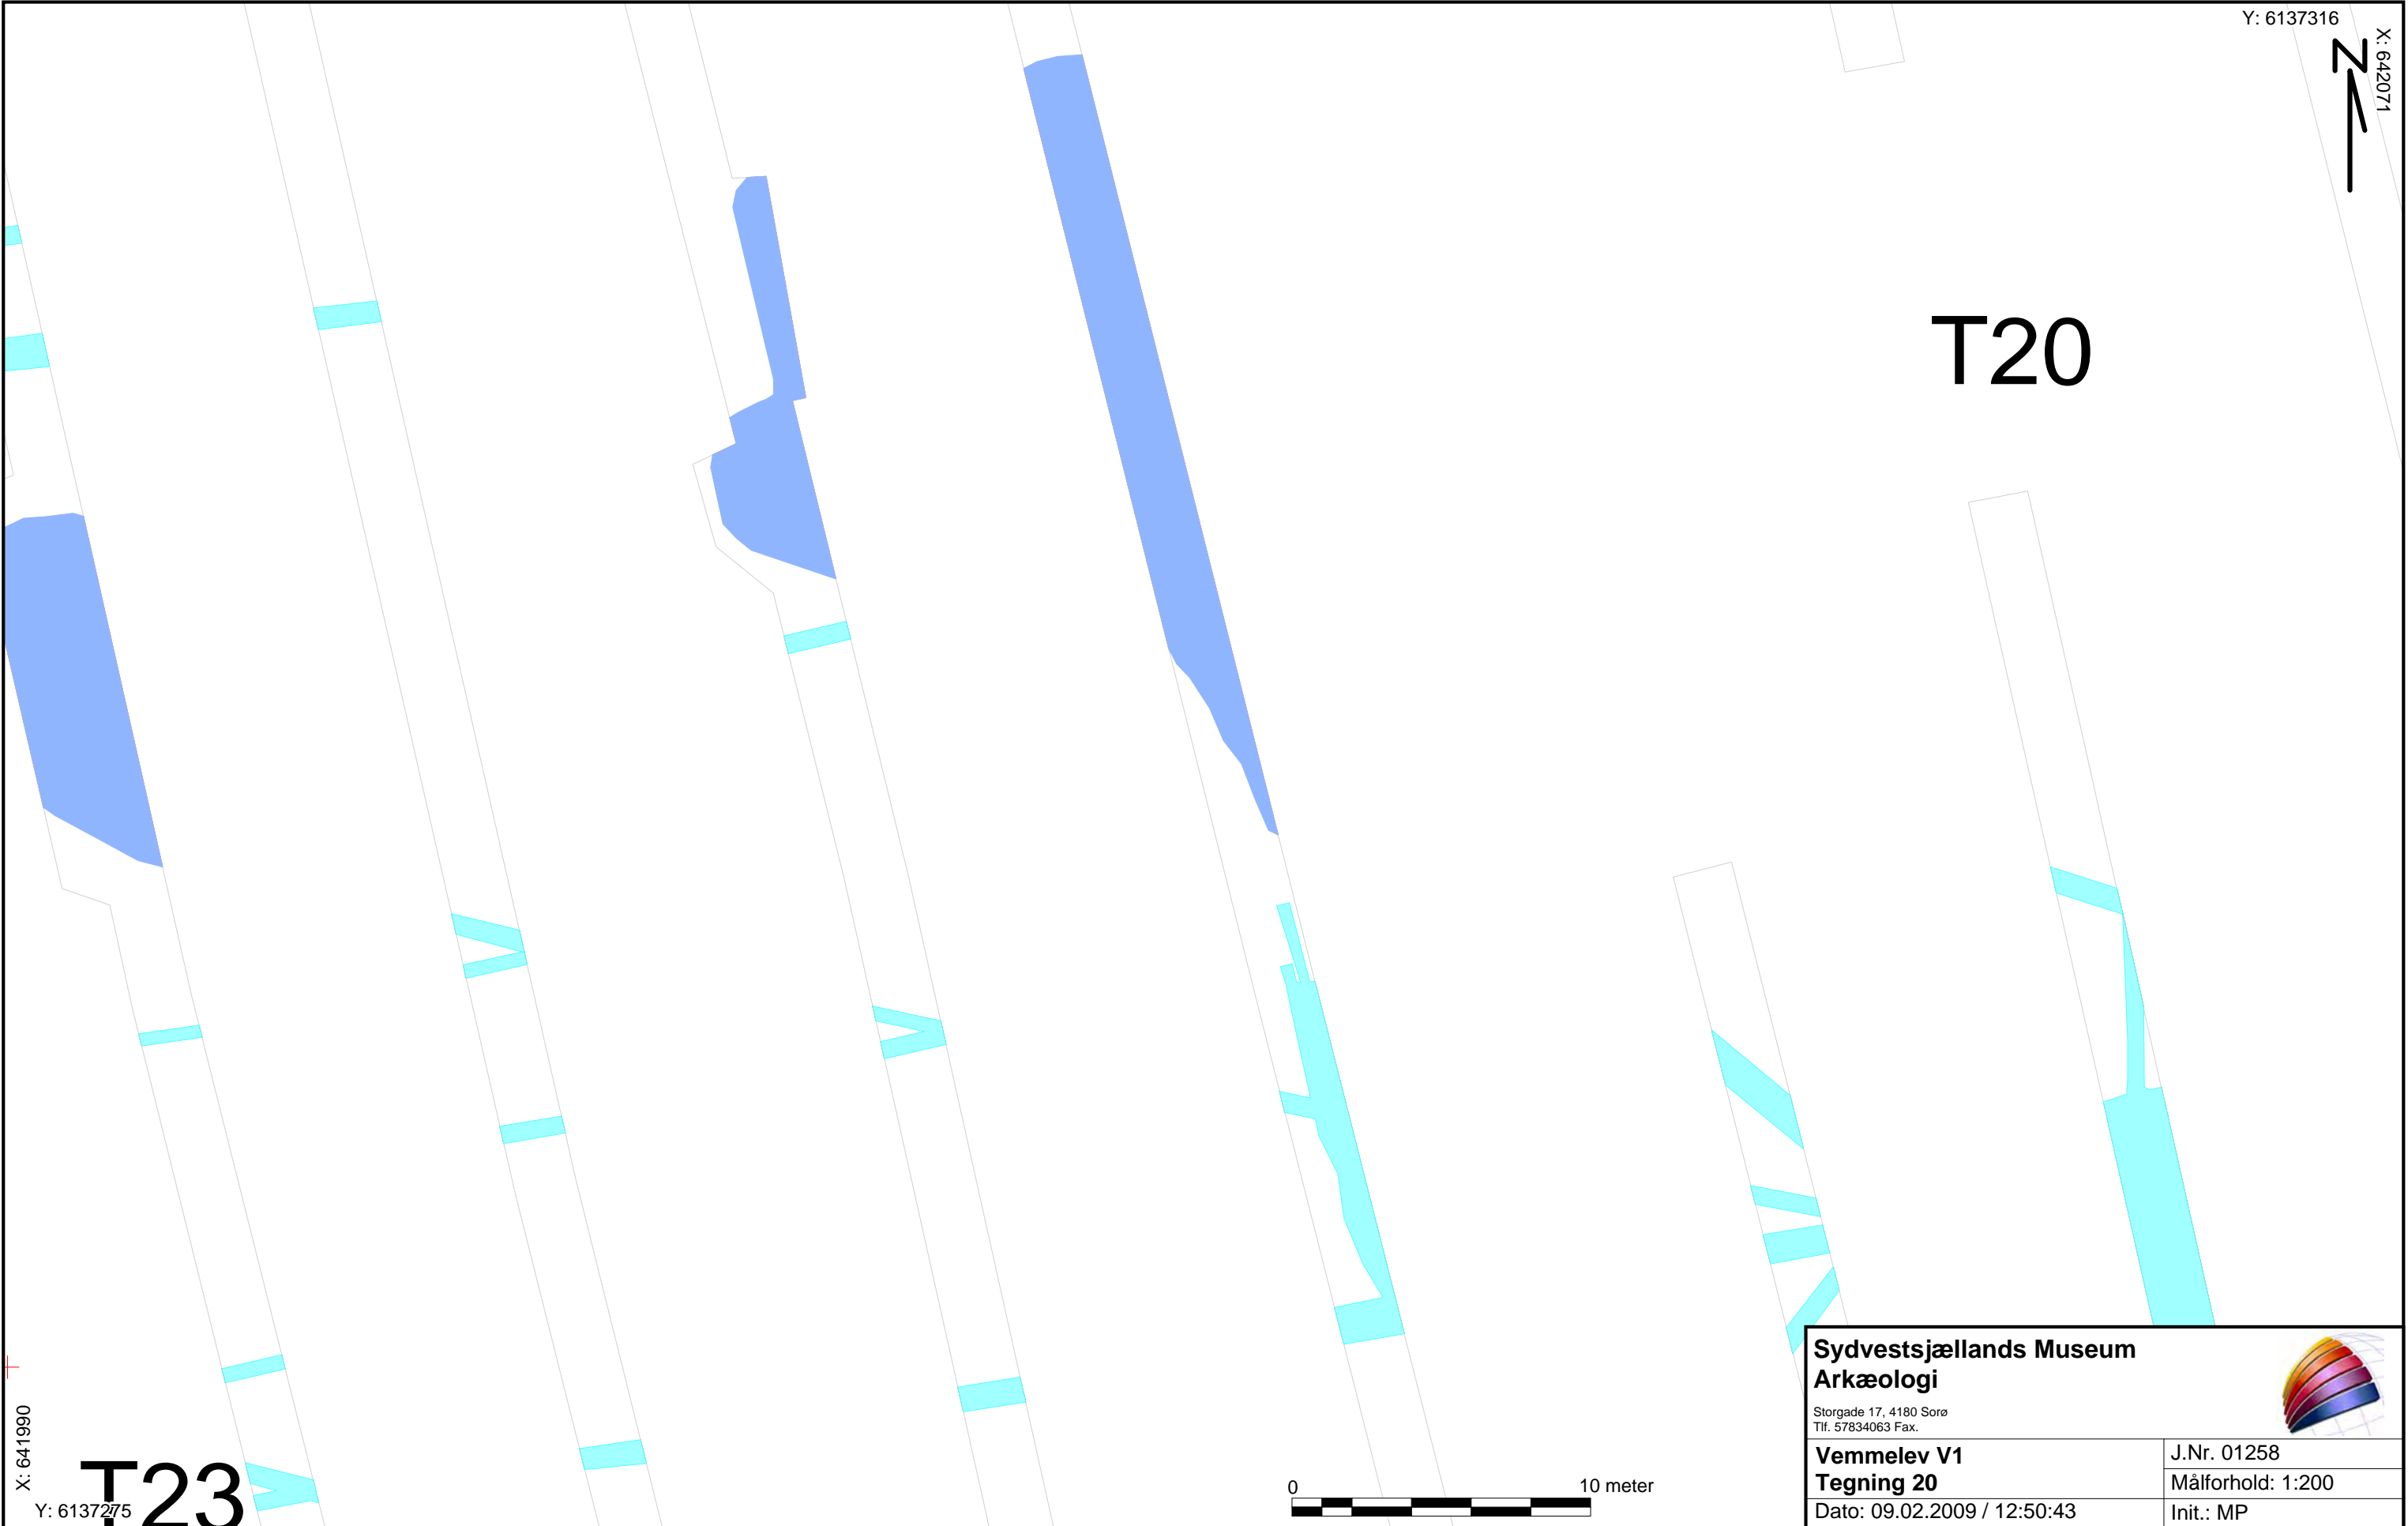 Y: 6137316
X: 642071
N
T20
X: 641990
Y: 6137275
T23
0 10 meter
Sydvestsjællands Museum
Arkæologi
Storgade 17, 4180 Sorø
Tlf. 57834063 Fax.
Vemmelev V1
Tegning 20
J.Nr. 01258
Målforhold: 1:200
Dato: 09.02.2009 / 12:50:43
Init.: MP